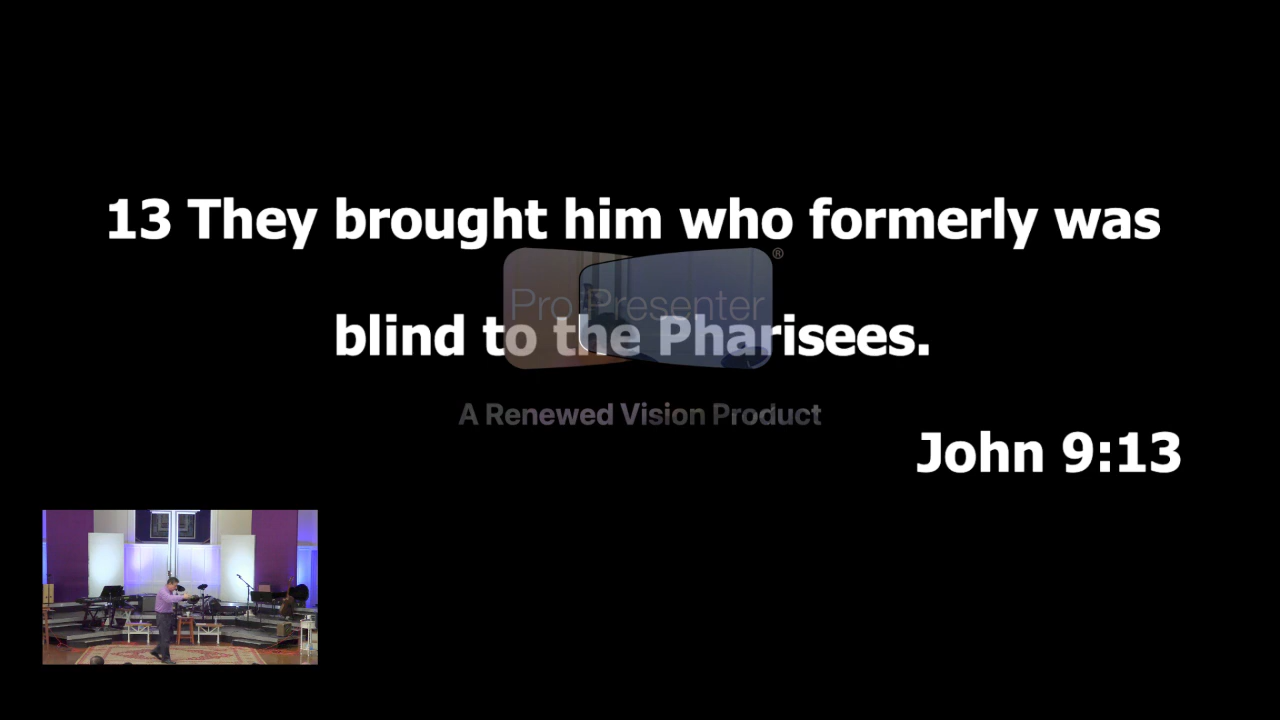 13 They brought him who formerly was
ProPresenter®
blind to the Pharisees.
A Renewed Vision Product
John 9:13